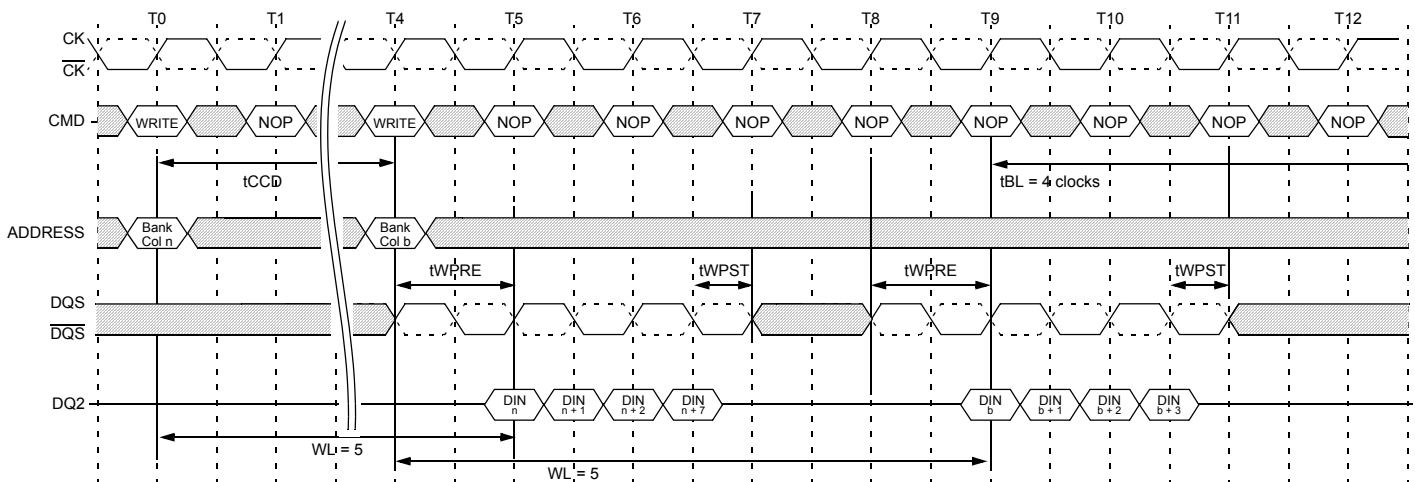 T0 T1 T4 T5 T6 T7 T8 T9 T10 T11 T12
CK
CK
CMD WRITE NOP WRITE NOP NOP NOP NOP NOP NOP NOP NOP
tCCD
tBL = 4 clocks
ADDRESS
Bank
Col n
Bank
Col b
tWPRE tWPST tWPRE tWPST
DQS
DQS
DQ2
DIN
n
DIN
n + 1
DIN
n + 2
DIN
n + 7
DIN
b
DIN
b + 1
DIN
b + 2
DIN
b + 3
WL = 5
WL = 5